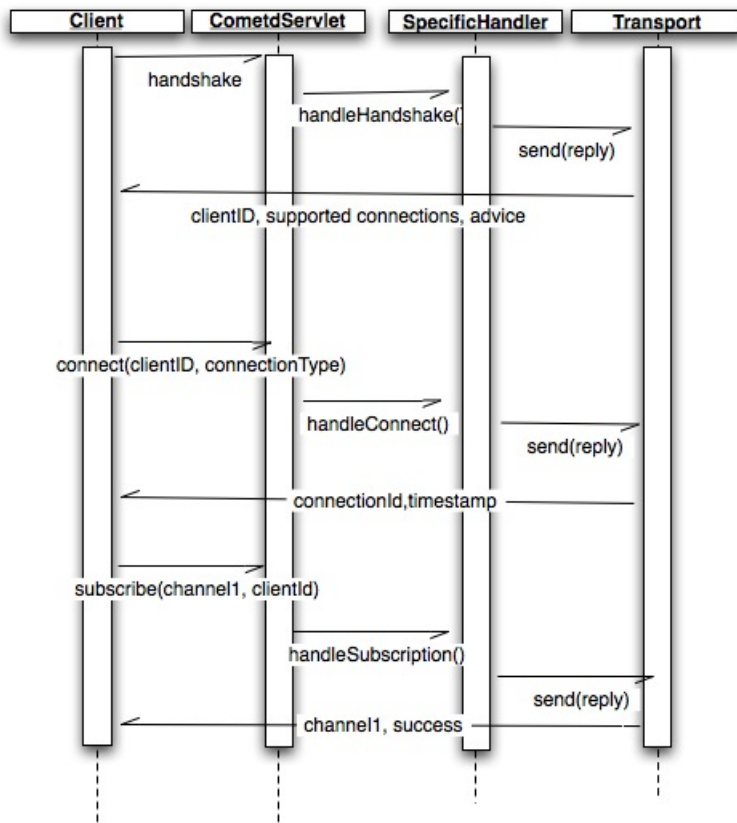 Client
CometdServlet
SpecificHandler
Transport
handshake
handleHandshake()
send(reply)
clientID, supported connections, advice
connect(clientID, connectionType)
handleConnect()
send(reply)
connectionId,timestamp
subscribe(channel1, clientId)
handleSubscription()
send(reply)
channel1, success